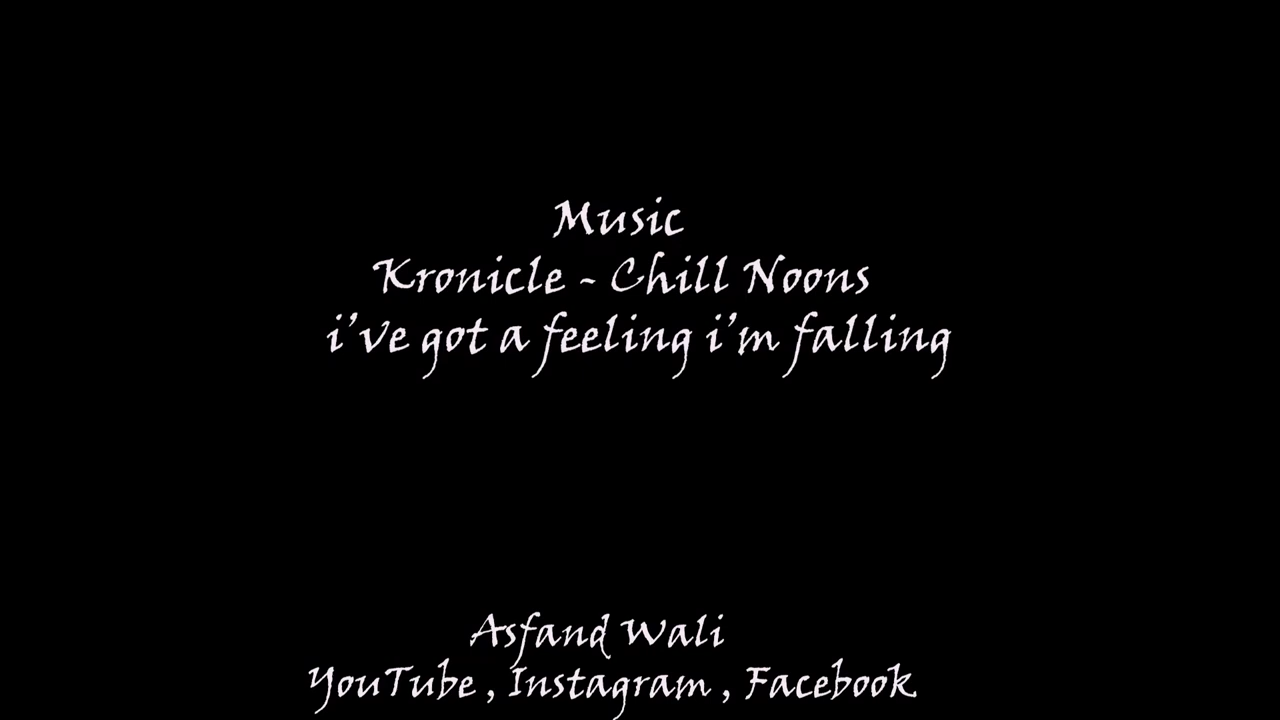 Music
Kronicle - Chill Noons
i've got a feeling i'm falling
Asfand Wali
YouTube , Instagram , Facebook